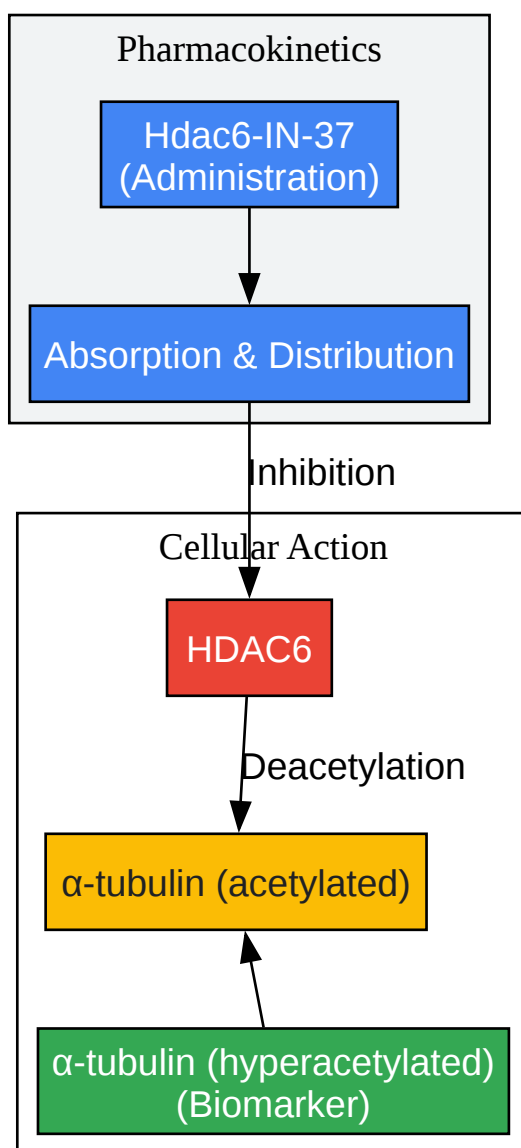 Pharmacokinetics
Hdac6-IN-37
(Administration)
Absorption & Distribution
Inhibition
Cellular Action
HDAC6
Deacetylation
α-tubulin (acetylated)
α-tubulin (hyperacetylated)
(Biomarker)